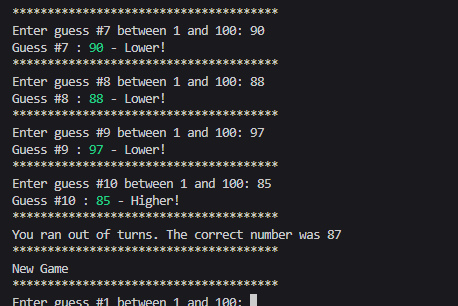 **************************************
Enter guess #7 between 1 and 100: 90
Guess #7 : 90 - Lower!
**************************************
Enter guess #8 between 1 and 100: 88
Guess #8 : 88 - Lower!
**************************************
Enter guess #9 between 1 and 100: 97
Guess #9 : 97 - Lower!
**************************************
Enter guess #10 between 1 and 100: 85
Guess #10 : 85 - Higher!
**************************************
You ran out of turns. The correct number was 87
**************************************
New Game
**************************************
Enter guess #1 between 1 and 100: